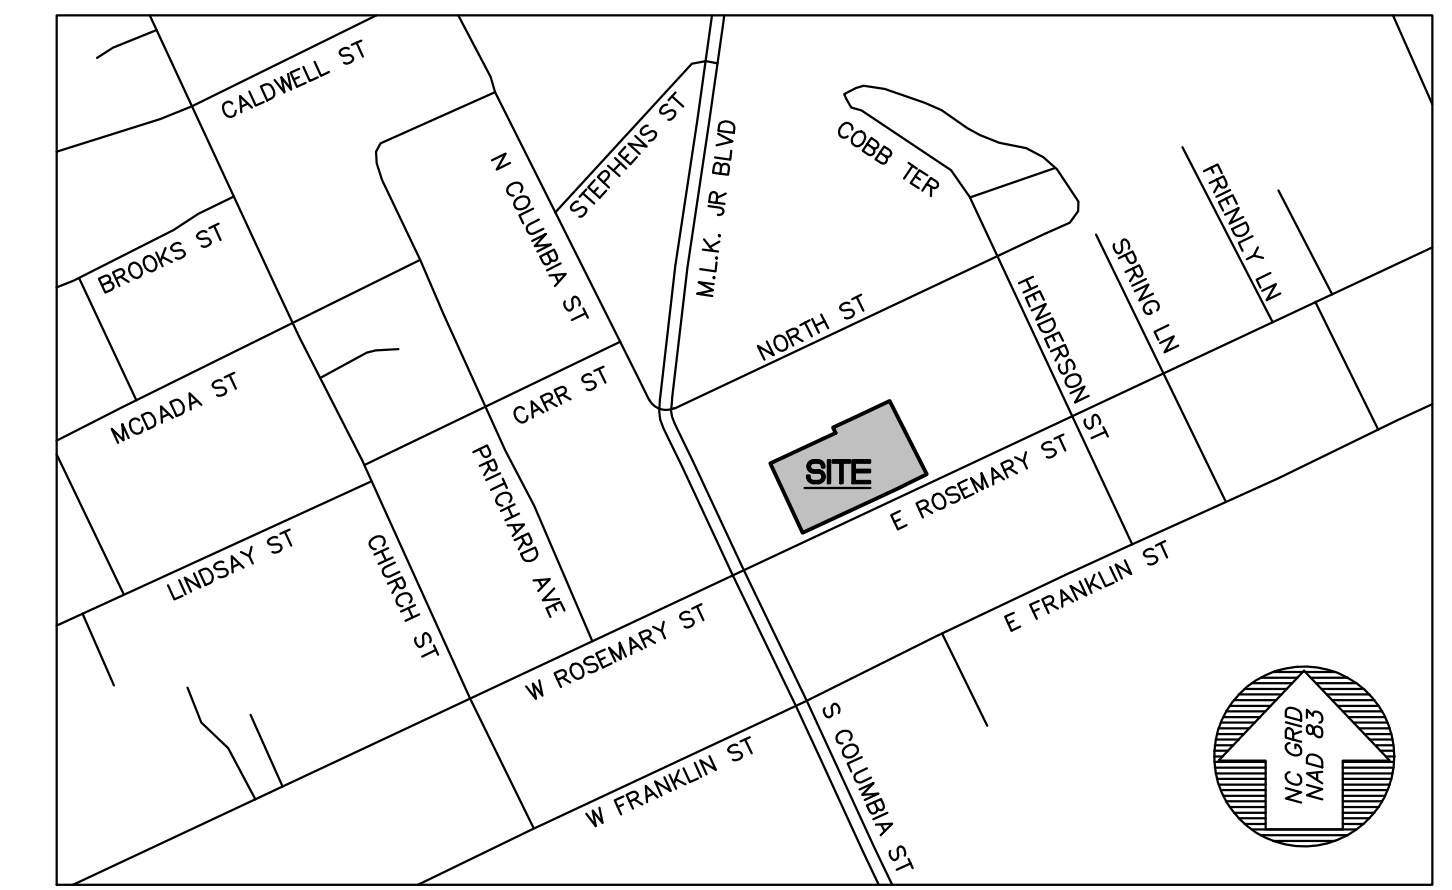 CALDWELL ST
STEPHENS ST
M.L.K. JR BLVD
COBB TER
N COLUMBIA ST
FRIENDLY LN
BROOKS ST
SPRING LN
NORTH ST
HENDERSON ST
MCDADA ST
CARR ST
SITE
E ROSEMARY ST
PRITCHARD AVE
LINDSAY ST
CHURCH ST
E FRANKLIN ST
W ROSEMARY ST
S COLUMBIA ST
W FRANKLIN ST
NC GRID
NAD 83